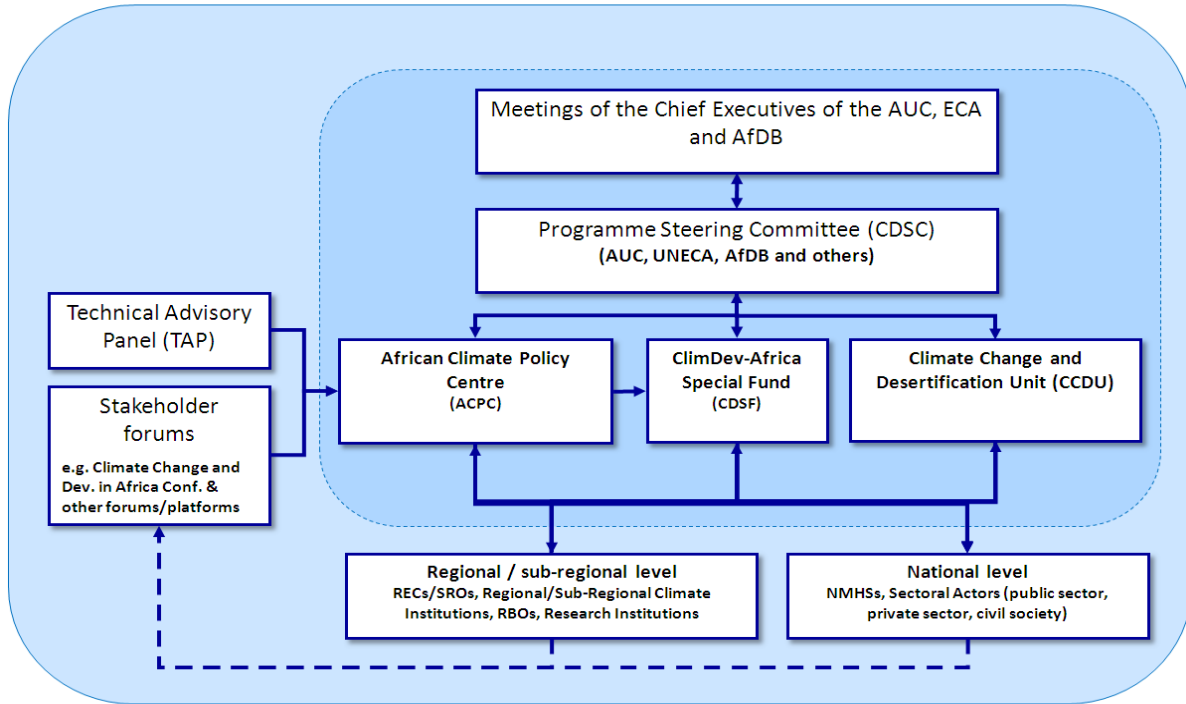 Meetings of the Chief Executives of the AUC, ECA
and AfDB
Programme Steering Committee (CDSC)
(AUC, UNECA, AfDB and others)
Technical Advisory
Panel (TAP)
Stakeholder
forums
e.g. Climate Change and
Dev. in Africa Conf. &
other forums/platforms
African Climate Policy
Centre
(ACPC)
ClimDev-Africa
Special Fund
(CDSF)
Climate Change and
Desertification Unit (CCDU)
Regional / sub-regional level
RECs/SROs, Regional/Sub-Regional Climate
Institutions, RBOs, Research Institutions
National level
NMHSs, Sectoral Actors (public sector,
private sector, civil society)